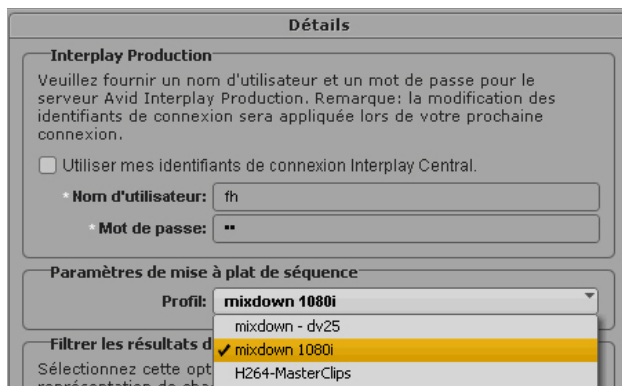 Détails
Interplay Production
Veuillez fournir un nom d'utilisateur et un mot de passe pour le
serveur Avid Interplay Production. Remarque: la modification des
identifiants de connexion sera appliquée lors de votre prochaine
connexion.
Utiliser mes identifiants de connexion Interplay Central.
* Nom d'utilisateur: fh
* Mot de passe: ••
Paramètres de mise à plat de séquence
Profil: mixdown 1080i
mixdown - dv25
✓ mixdown 1080i
H264-MasterClips
Filtrer les résultats d
Sélectionnez cette opt